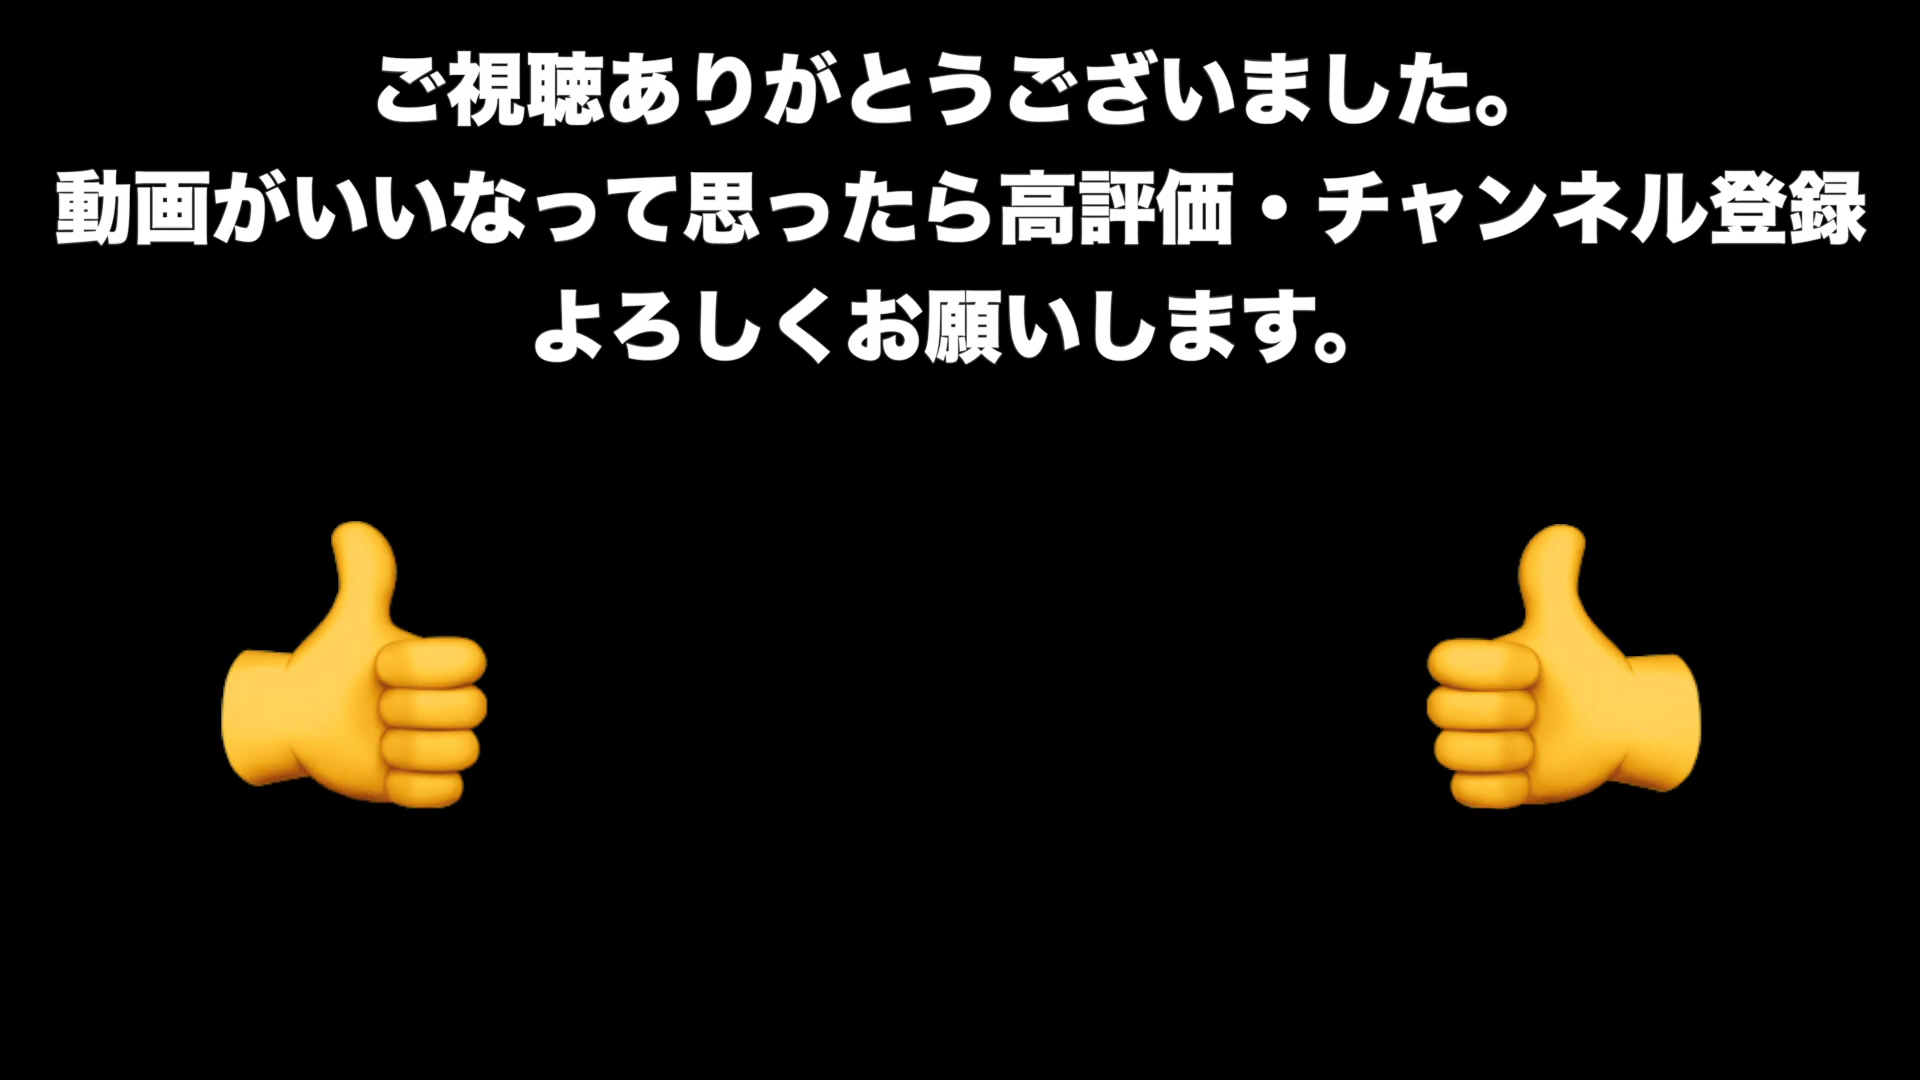 ご視聴ありがとうございました。
動画がいいなって思ったら高評価・チャンネル登録
よろしくお願いします。